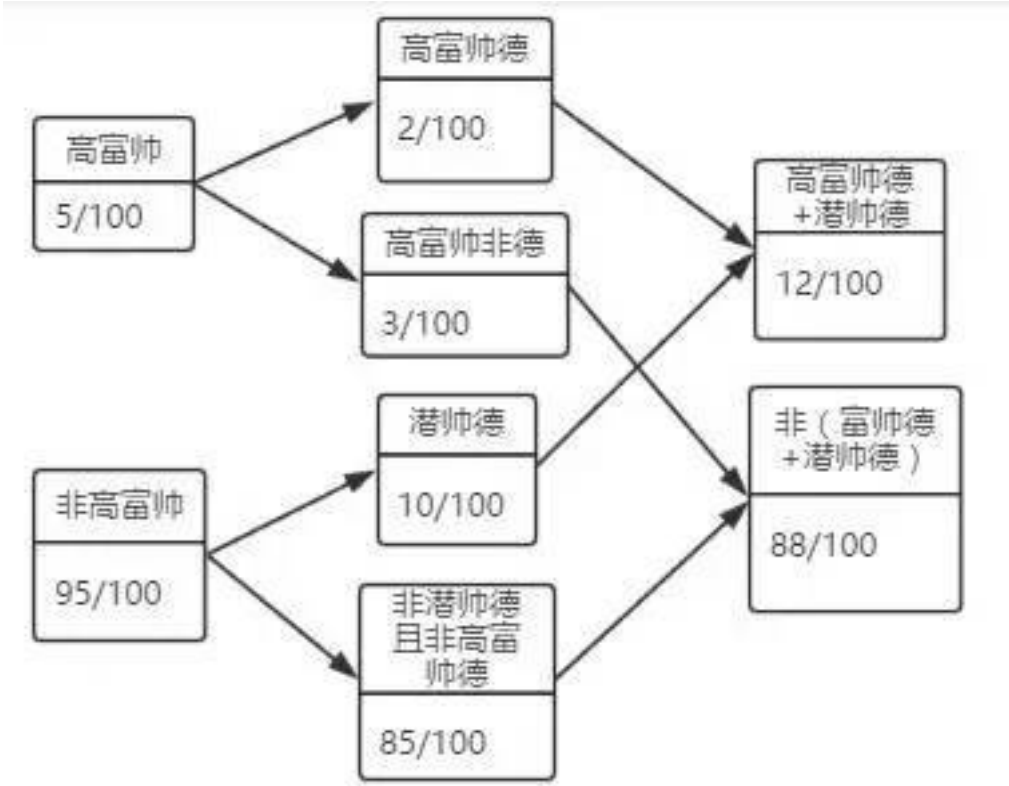 高富帅
5/100
非高富帅
95/100
高富帅德
2/100
高富帅非德
3/100
潜帅德
10/100
非潜帅德
且非高富
帅德
85/100
高富帅德
+潜帅德
12/100
非（富帅德
+潜帅德）
88/100